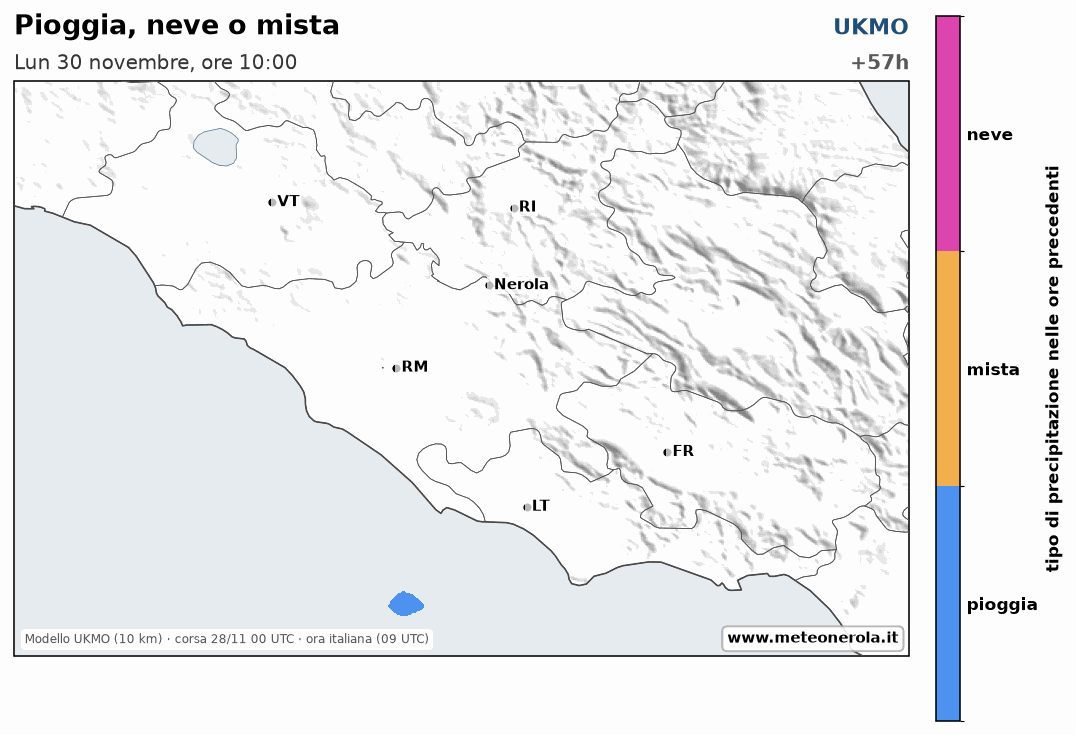 Pioggia, neve o mista
UKMO
Lun 30 novembre, ore 10:00
+57h
VT
RI
Nerola
RM
FR
LT
Modello UKMO (10 km) · corsa 28/11 00 UTC · ora italiana (09 UTC)
www.meteonerola.it
neve
mista
pioggia
tipo di precipitazione nelle ore precedenti